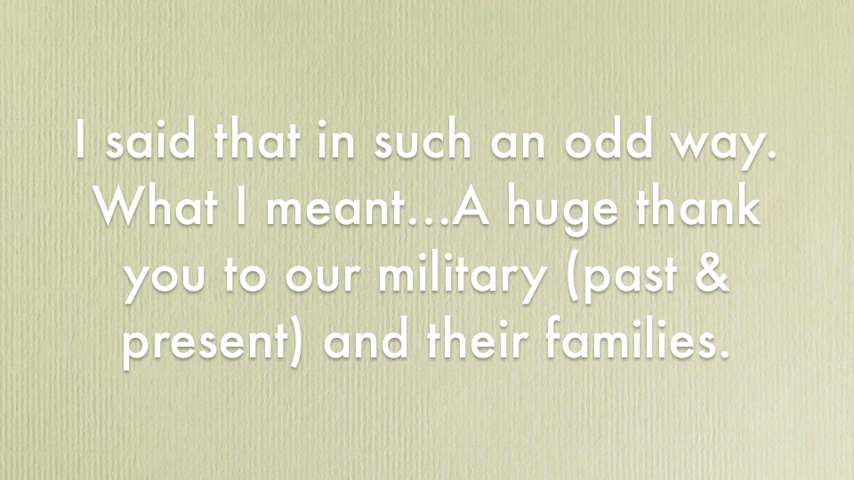 I said that in such an odd way.
What I meant...A huge thank
you to our military (past &
present) and their families.